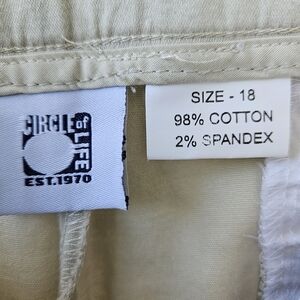 CIRCLE
OF
LIFE
EST.1970
SIZE - 18
98% COTTON
2% SPANDEX